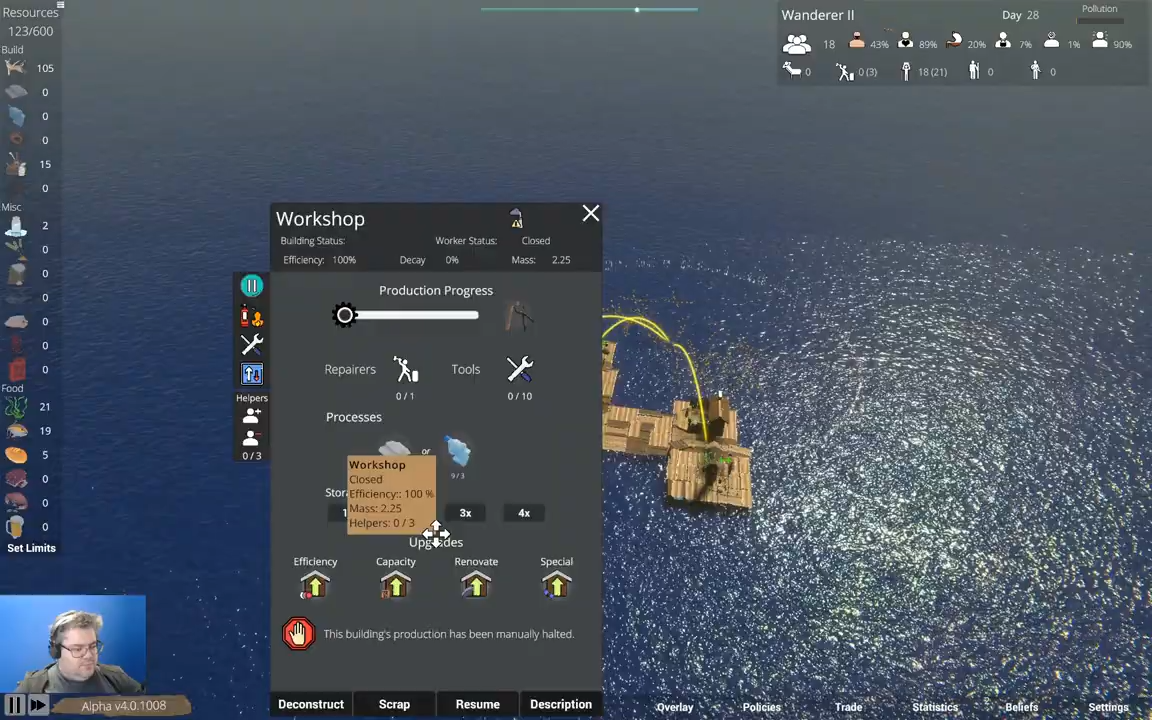 Resources
123/600
Build
105
0
0
0
15
0
Misc
2
0
0
0
0
0
0
Food
21
19
5
0
0
0
Set Limits
Wanderer II
Day 28
Pollution
18
43%
89%
20%
7%
1%
90%
0
0 (3)
18 (21)
0
0
Workshop
Building Status:
Worker Status:
Closed
Efficiency: 100%
Decay 0%
Mass: 2.25
Production Progress
Repairers
0 / 1
Tools
0 / 10
Helpers
0 / 3
Processes
or
9 / 3
Workshop
Closed
Efficiency:: 100 %
Mass: 2.25
Helpers: 0 / 3
3x
4x
Efficiency
Capacity
Renovate
Special
This building's production has been manually halted.
Deconstruct
Scrap
Resume
Description
Alpha v4.0.1008
Overlay
Policies
Trade
Statistics
Beliefs
Settings